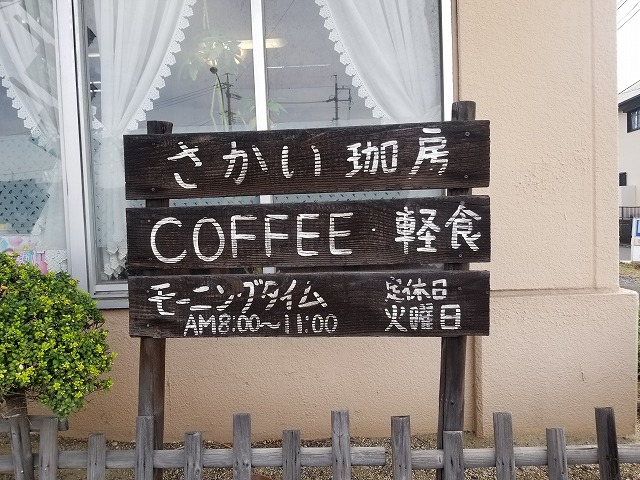 さかい珈房
COFFEE・軽食
モーニングタイム
AM8:00〜11:00
定休日
火曜日